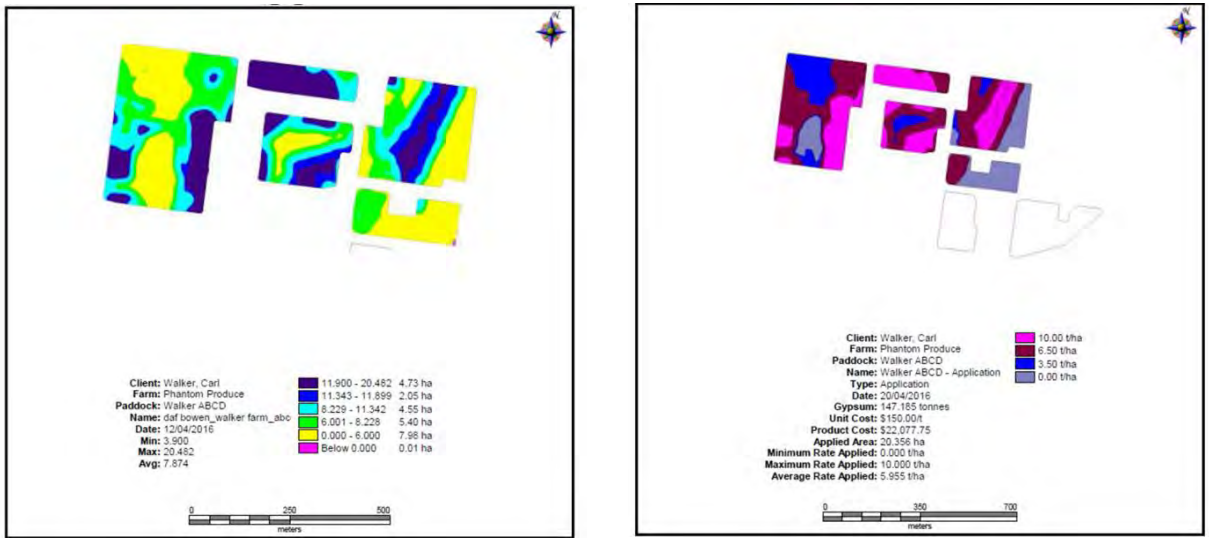 N
Client: Walker, Carl
Farm: Phantom Produce
Paddock: Walker ABCD
Name: daf bowen_walker farm_abc
Date: 12/04/2016
Min: 3.900
Max: 20.482
Avg: 7.874
11.900 - 20.482 4.73 ha
11.343 - 11.899 2.05 ha
8.229 - 11.342 4.55 ha
6.001 - 8.228 5.40 ha
0.000 - 6.000 7.98 ha
Below 0.000 0.01 ha
0 250 500
meters
N
Client: Walker, Carl
Farm: Phantom Produce
Paddock: Walker ABCD
Name: Walker ABCD - Application
Type: Application
Date: 20/04/2016
Gypsum: 147.185 tonnes
Unit Cost: $150.00/t
Product Cost: $22,077.75
Applied Area: 20.356 ha
Minimum Rate Applied: 0.000 t/ha
Maximum Rate Applied: 10.000 t/ha
Average Rate Applied: 5.955 t/ha
10.00 t/ha
6.50 t/ha
3.50 t/ha
0.00 t/ha
0 350 700
meters